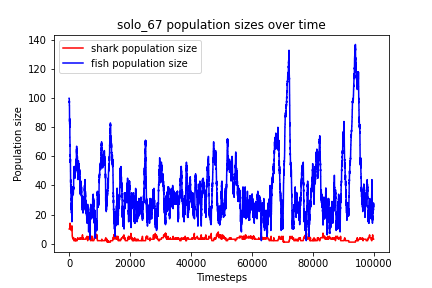 solo_67 population sizes over time
shark population size
fish population size
Population size
140
120
100
80
60
40
20
0
0
20000
40000
60000
80000
100000
Timesteps